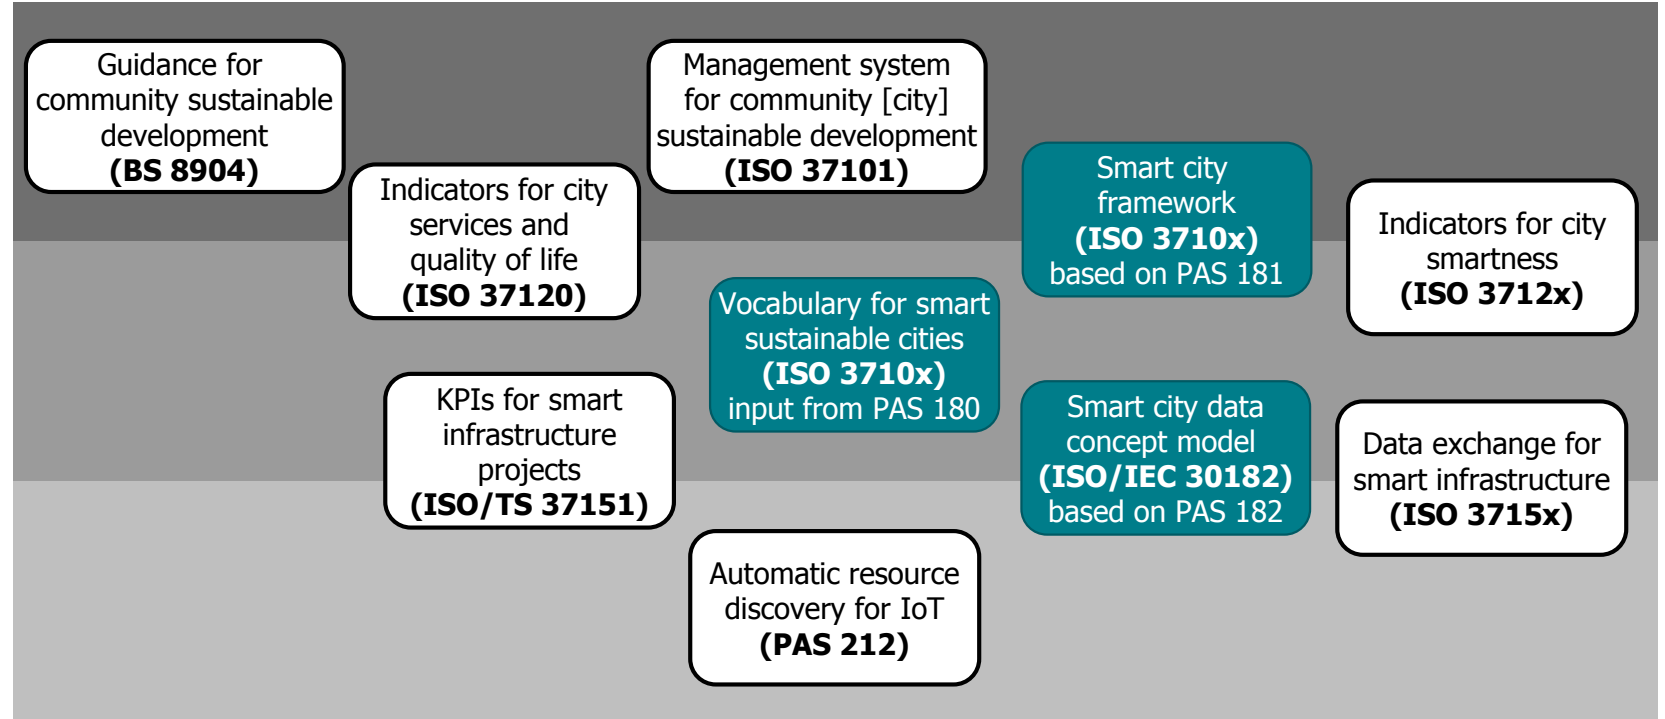 Guidance for
community sustainable
development
(BS 8904)
Management system
for community [city]
sustainable development
(ISO 37101)
Indicators for city
services and
quality of life
(ISO 37120)
Smart city
framework
(ISO 3710x)
based on PAS 181
Indicators for city
smartness
(ISO 3712x)
Vocabulary for smart
sustainable cities
(ISO 3710x)
input from PAS 180
KPIs for smart
infrastructure
projects
(ISO/TS 37151)
Smart city data
concept model
(ISO/IEC 30182)
based on PAS 182
Data exchange for
smart infrastructure
(ISO 3715x)
Automatic resource
discovery for IoT
(PAS 212)